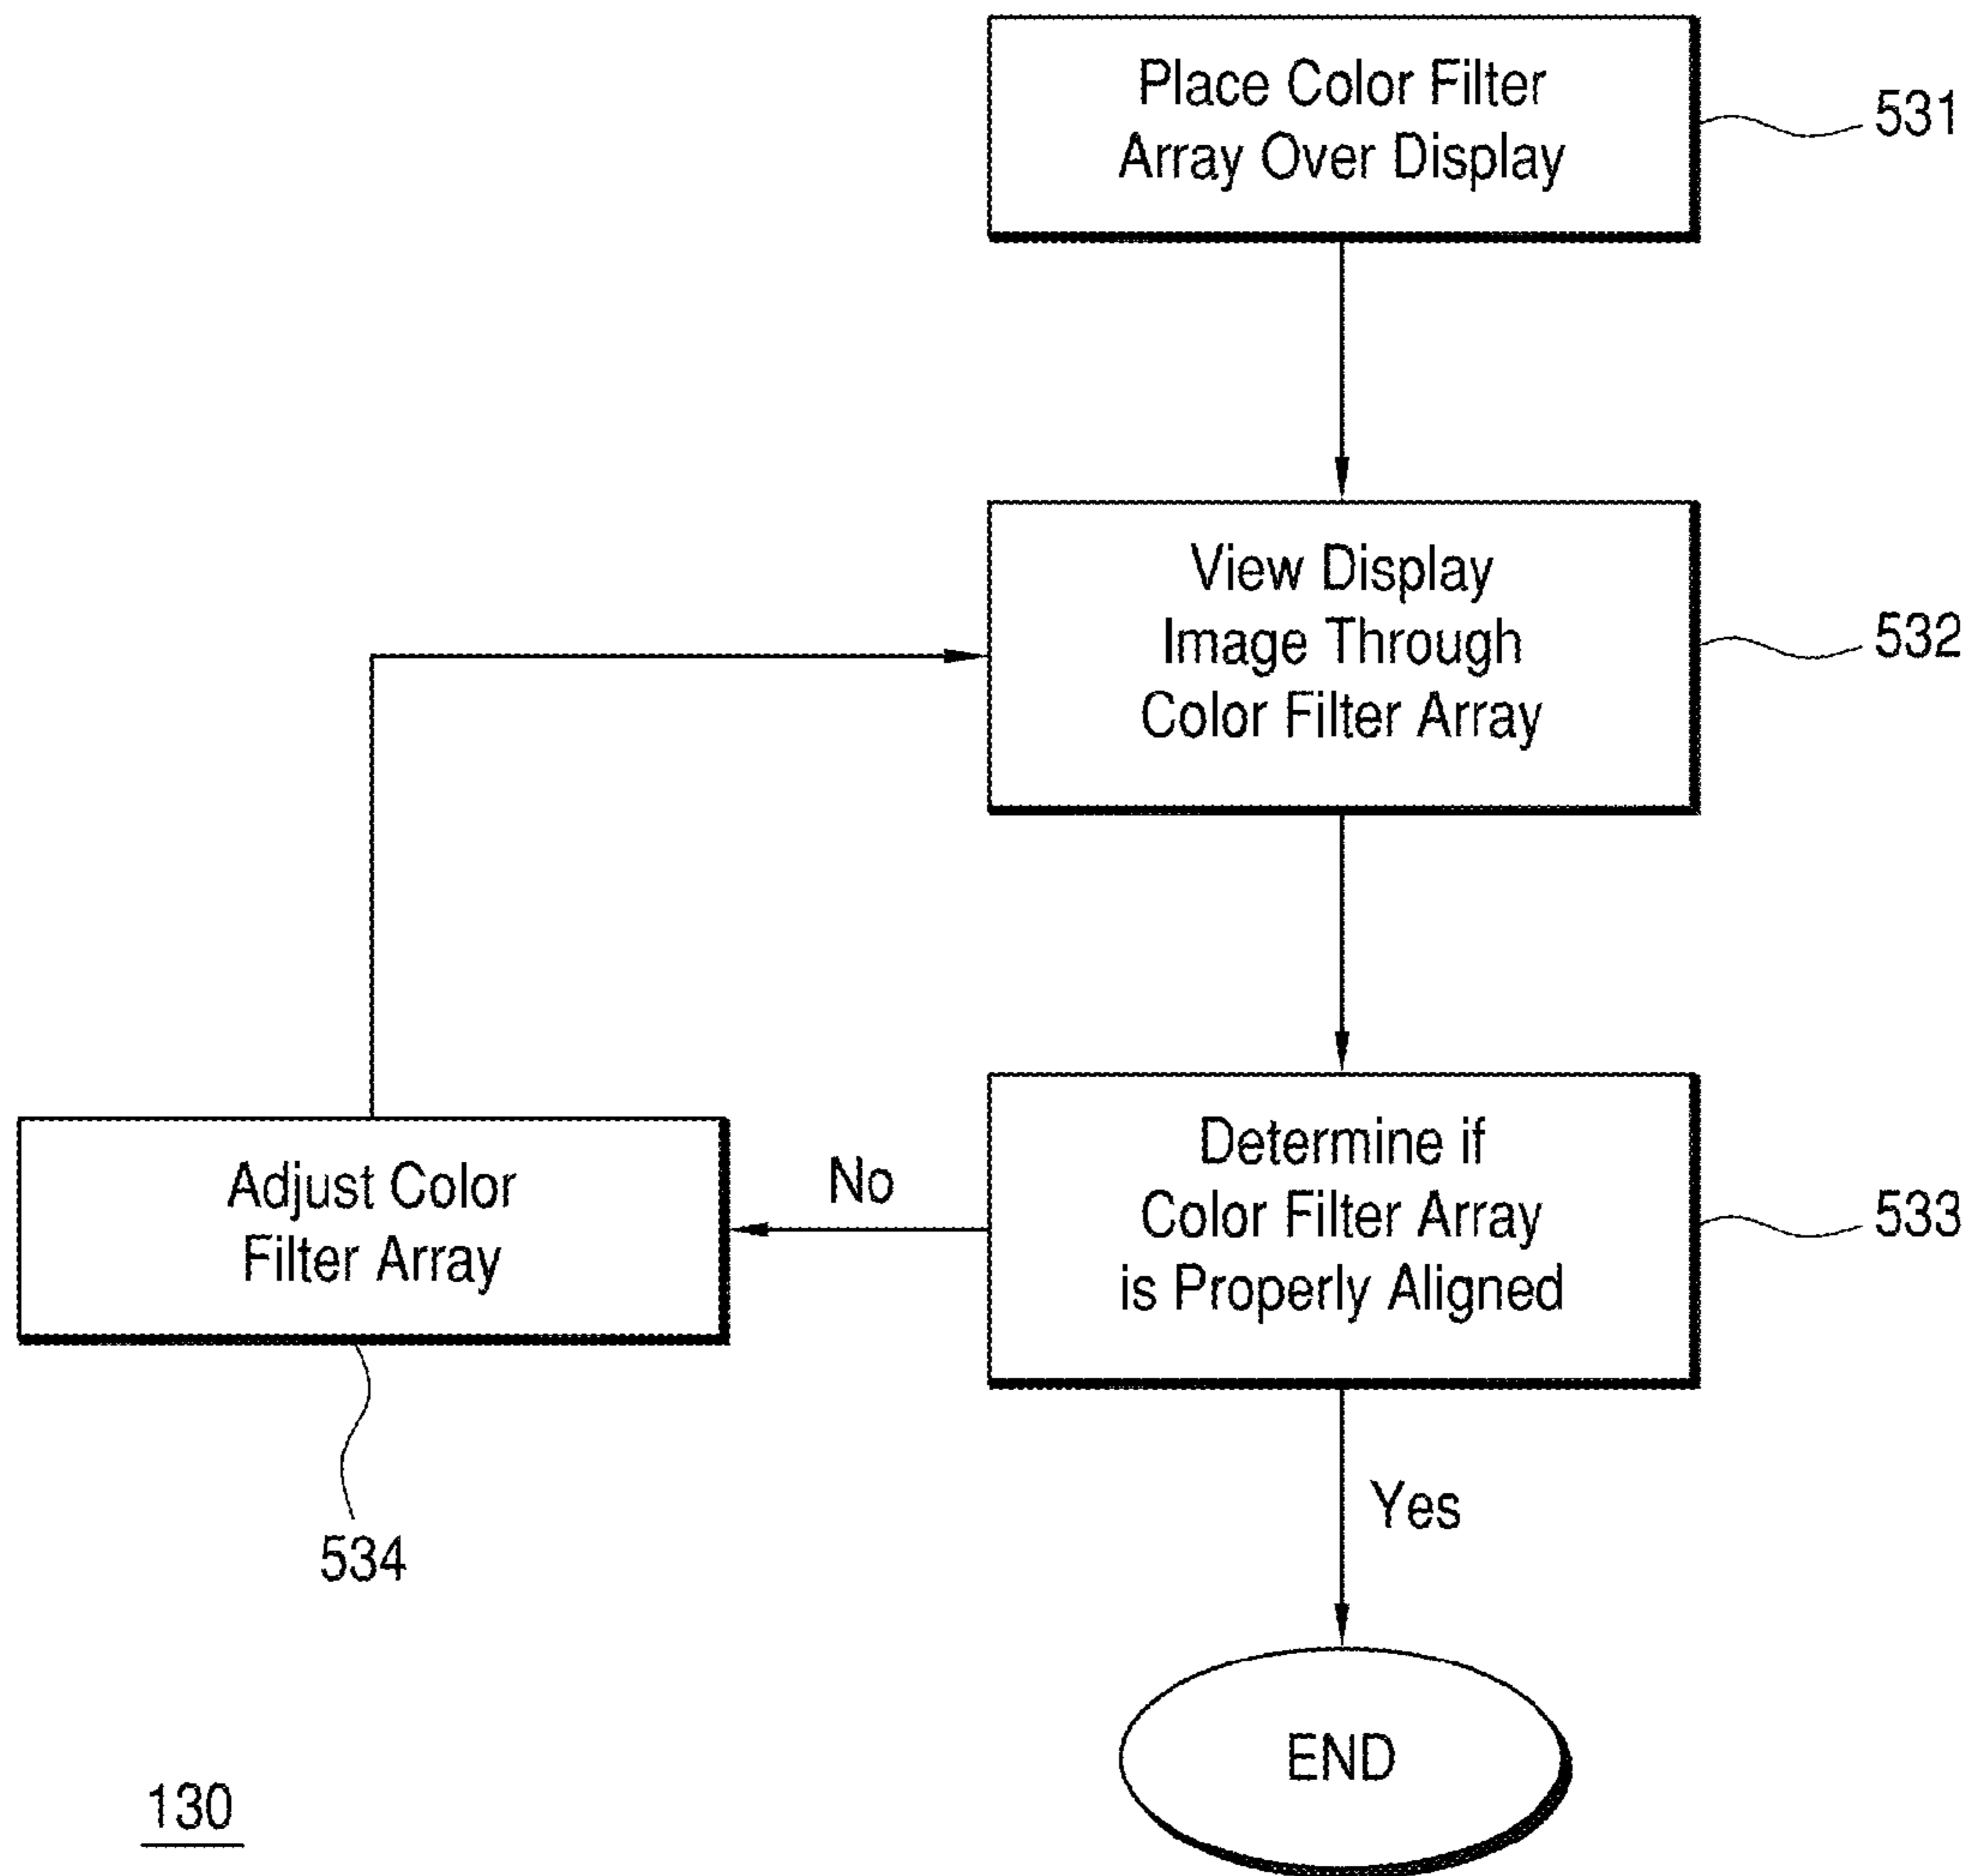 Place Color Filter
Array Over Display
531
View Display
Image Through
Color Filter Array
532
Determine if
Color Filter Array
is Properly Aligned
533
No
Adjust Color
Filter Array
534
Yes
END
130